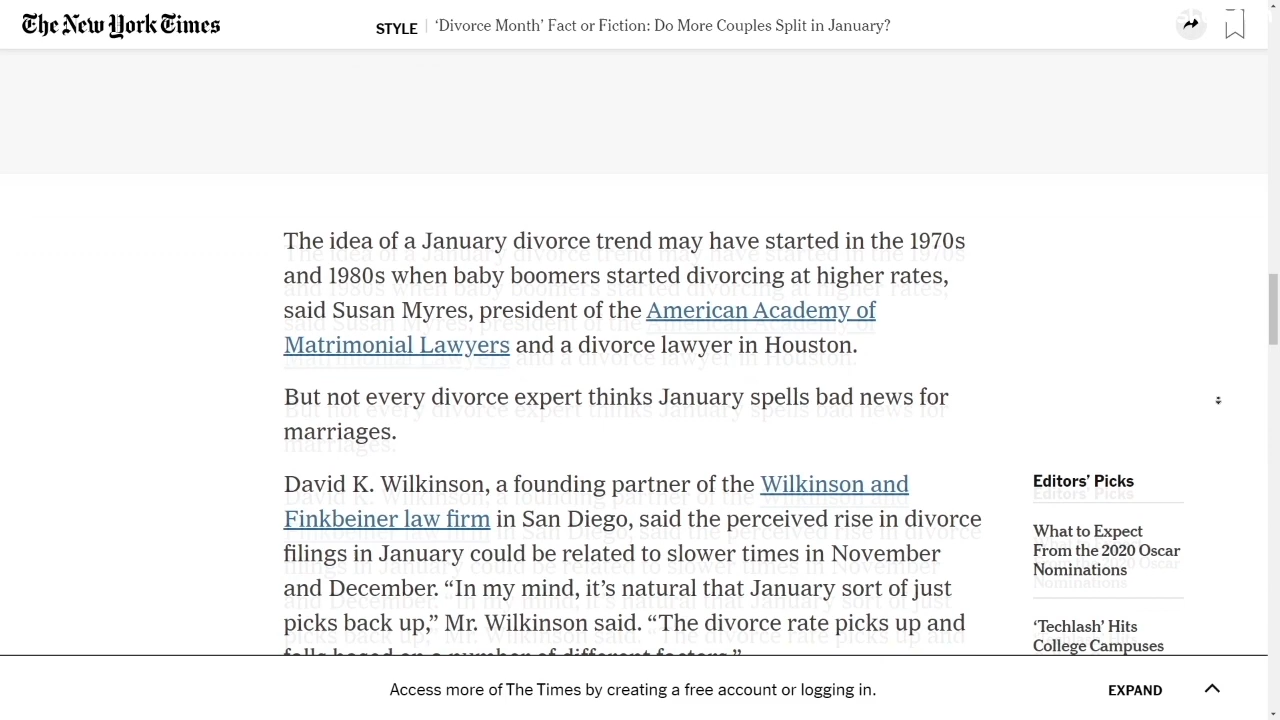 The New York Times
STYLE ‘Divorce Month’ Fact or Fiction: Do More Couples Split in January?
The idea of a January divorce trend may have started in the 1970s
and 1980s when baby boomers started divorcing at higher rates,
said Susan Myres, president of the American Academy of
Matrimonial Lawyers and a divorce lawyer in Houston.
But not every divorce expert thinks January spells bad news for
marriages.
David K. Wilkinson, a founding partner of the Wilkinson and
Finkbeiner law firm in San Diego, said the perceived rise in divorce
filings in January could be related to slower times in November
and December. “In my mind, it’s natural that January sort of just
picks back up,” Mr. Wilkinson said. “The divorce rate picks up and
falls based on a number of different factors.”
Editors’ Picks
What to Expect
From the 2020 Oscar
Nominations
‘Techlash’ Hits
College Campuses
Access more of The Times by creating a free account or logging in.
EXPAND